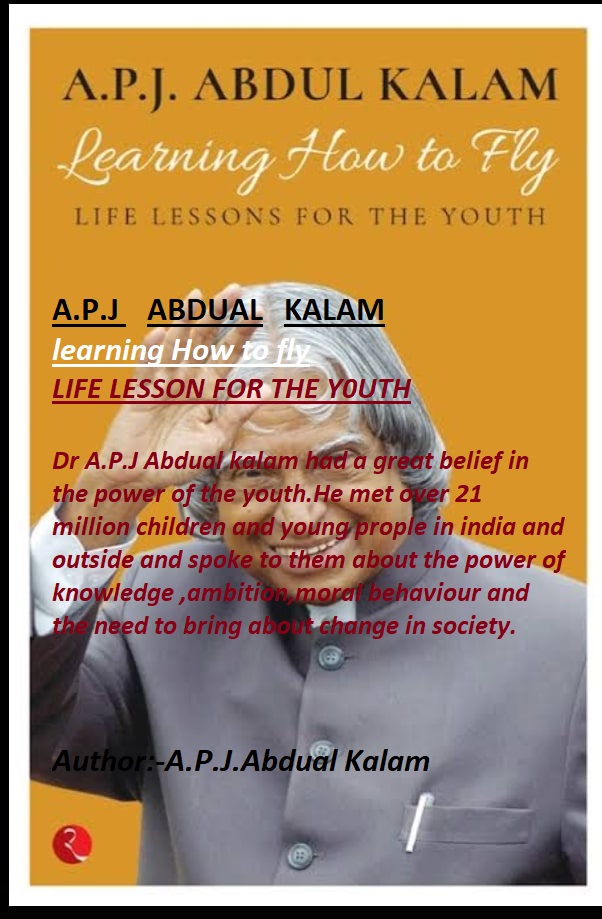 A.P.J. ABDUL KALAM
Learning How to Fly
LIFE LESSONS FOR THE YOUTH
A.P.J ABDUAL KALAM
learning How to fly
LIFE LESSON FOR THE Y0UTH
Dr A.P.J Abdual kalam had a great belief in
the power of the youth.He met over 21
million children and young prople in india and
outside and spoke to them about the power of
knowledge ,ambition,moral behaviour and
the need to bring about change in society.
Author:-A.P.J.Abdual Kalam